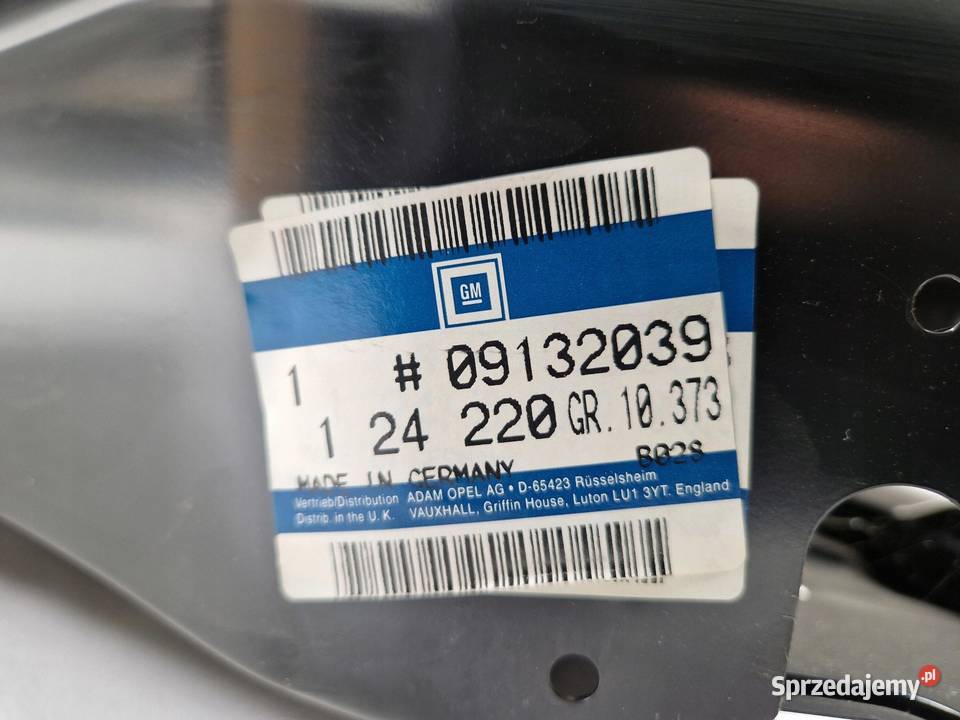 GM
1 # 09132039
1 24 220 GR. 10.373
MADE IN GERMANY B028
Vertrieb/Distribution ADAM OPEL AG • D-65423 Rüsselsheim
Distrib. in the U. K. VAUXHALL, Griffin House, Luton LU1 3YT. England
Sprzedajemy.pl